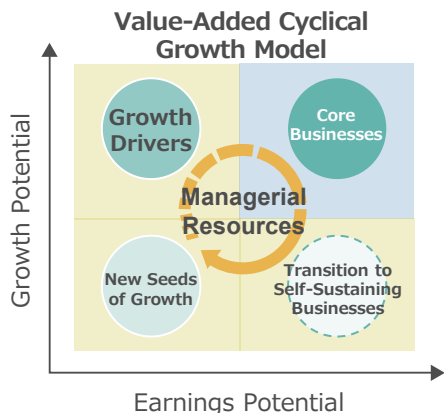 Value-Added Cyclical
Growth Model
Growth Potential
Growth
Drivers
Core
Businesses
Managerial
Resources
New Seeds
of Growth
Transition to
Self-Sustaining
Businesses
Earnings Potential